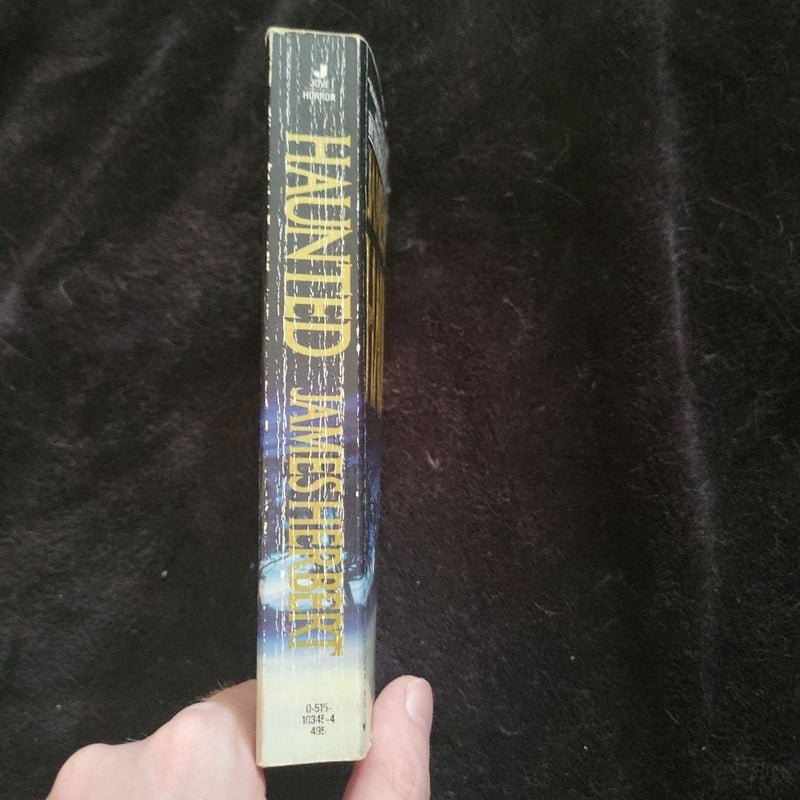 JOVE
HORROR
HAUNTED
JAMES HERBERT
0-515-
10345-4
495